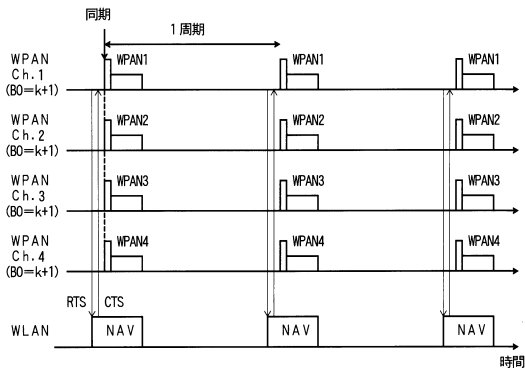 同期
1周期
WPAN
Ch.1
(BO=k+1)
WPAN1
WPAN1
WPAN1
WPAN
Ch.2
(BO=k+1)
WPAN2
WPAN2
WPAN2
WPAN
Ch.3
(BO=k+1)
WPAN3
WPAN3
WPAN3
WPAN
Ch.4
(BO=k+1)
WPAN4
WPAN4
WPAN4
RTS CTS
WLAN
NAV
NAV
NAV
時間